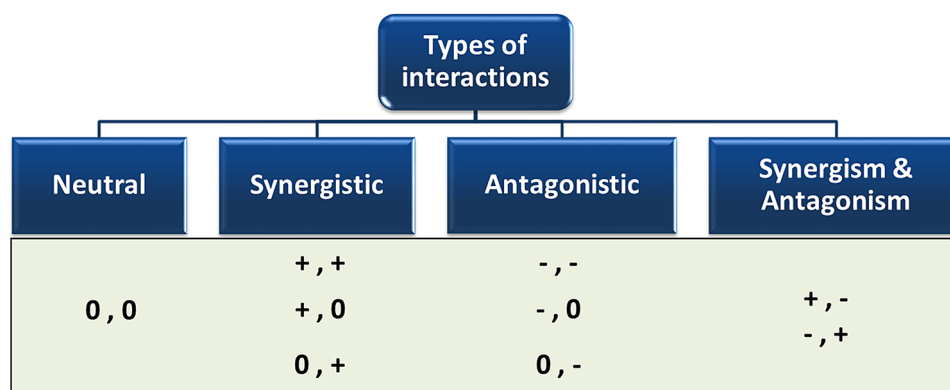 Types of
interactions
Neutral
Synergistic
Antagonistic
Synergism &
Antagonism
0 , 0
+ , +
+ , 0
0 , +
- , -
- , 0
0 , -
+ , -
- , +